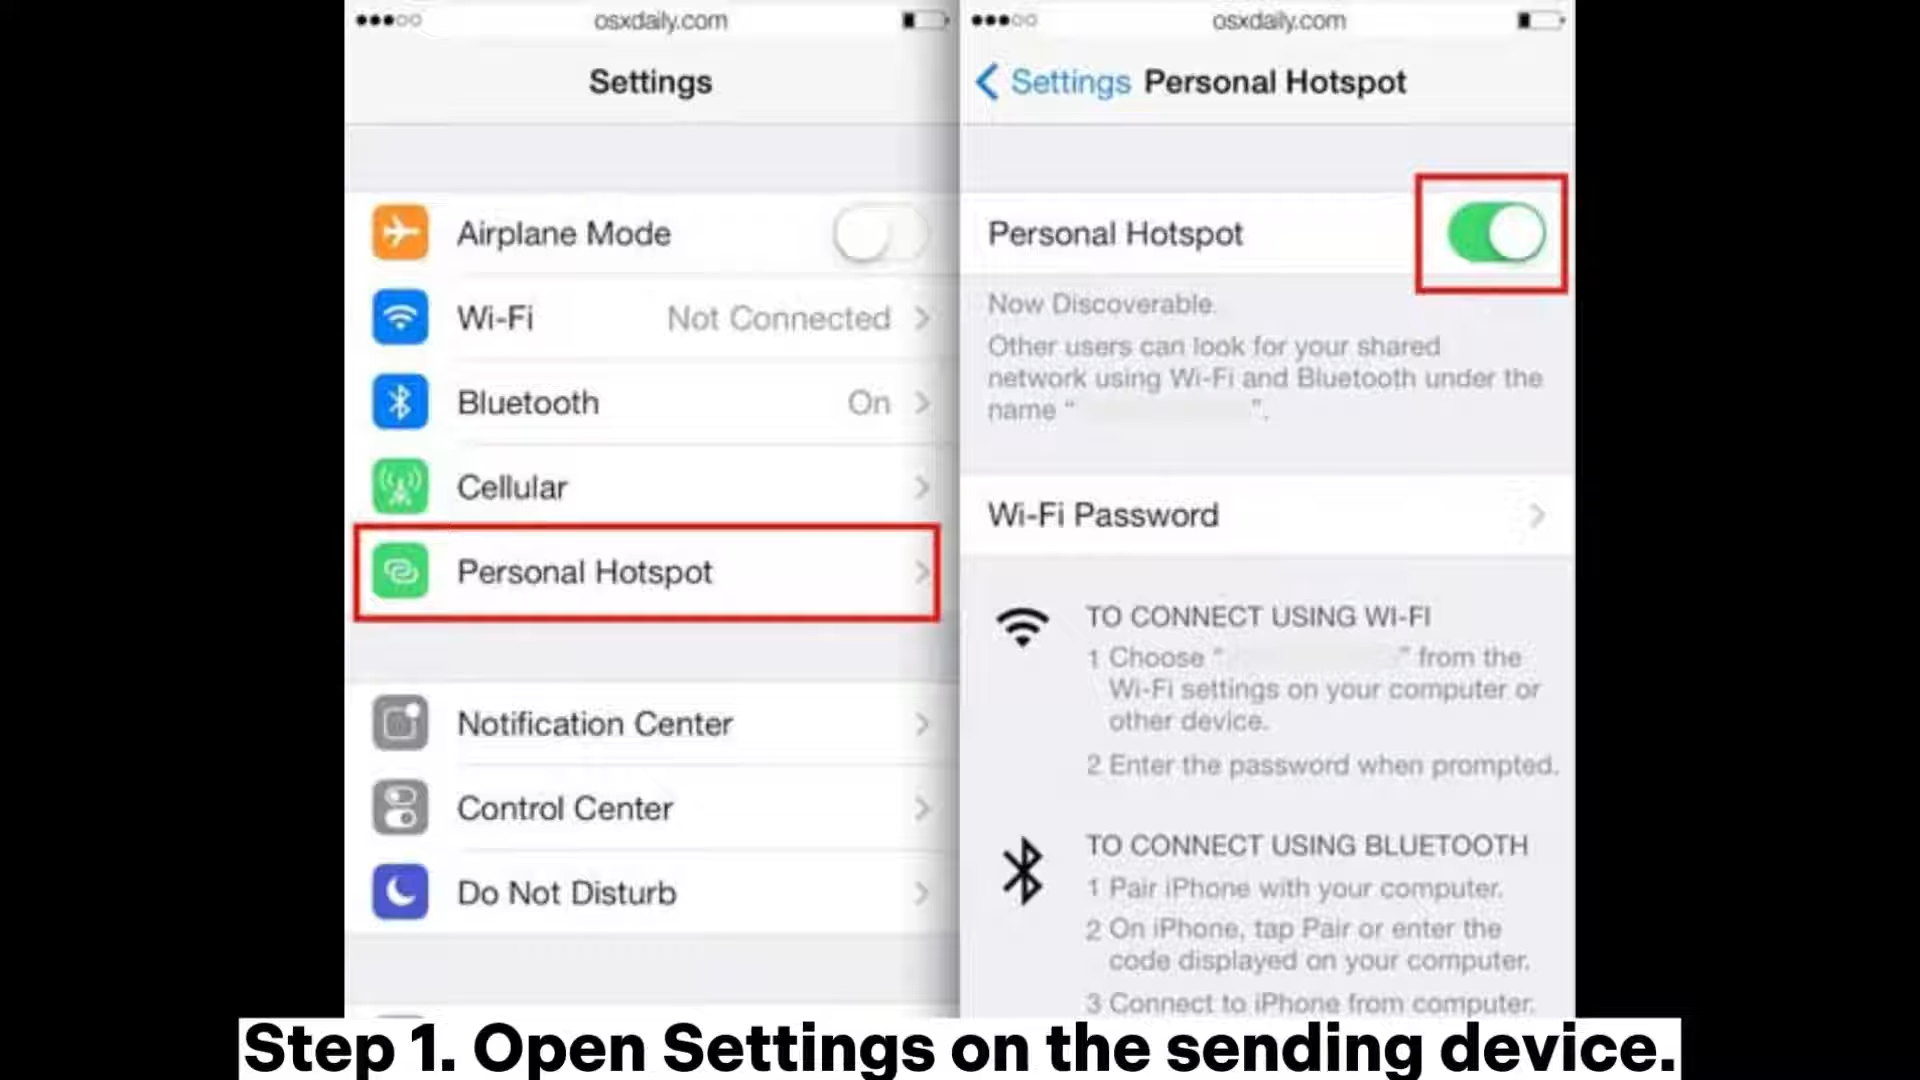 osxdaily.com
Settings
Airplane Mode
Wi-Fi Not Connected
Bluetooth On
Cellular
Personal Hotspot
Notification Center
Control Center
Do Not Disturb
osxdaily.com
Settings Personal Hotspot
Personal Hotspot
Now Discoverable.
Other users can look for your shared
network using Wi-Fi and Bluetooth under the
name “ ”.
Wi-Fi Password
TO CONNECT USING WI-FI
1 Choose “ ” from the
Wi-Fi settings on your computer or
other device.
2 Enter the password when prompted.
TO CONNECT USING BLUETOOTH
1 Pair iPhone with your computer.
2 On iPhone, tap Pair or enter the
code displayed on your computer.
3 Connect to iPhone from computer.
Step 1. Open Settings on the sending device.